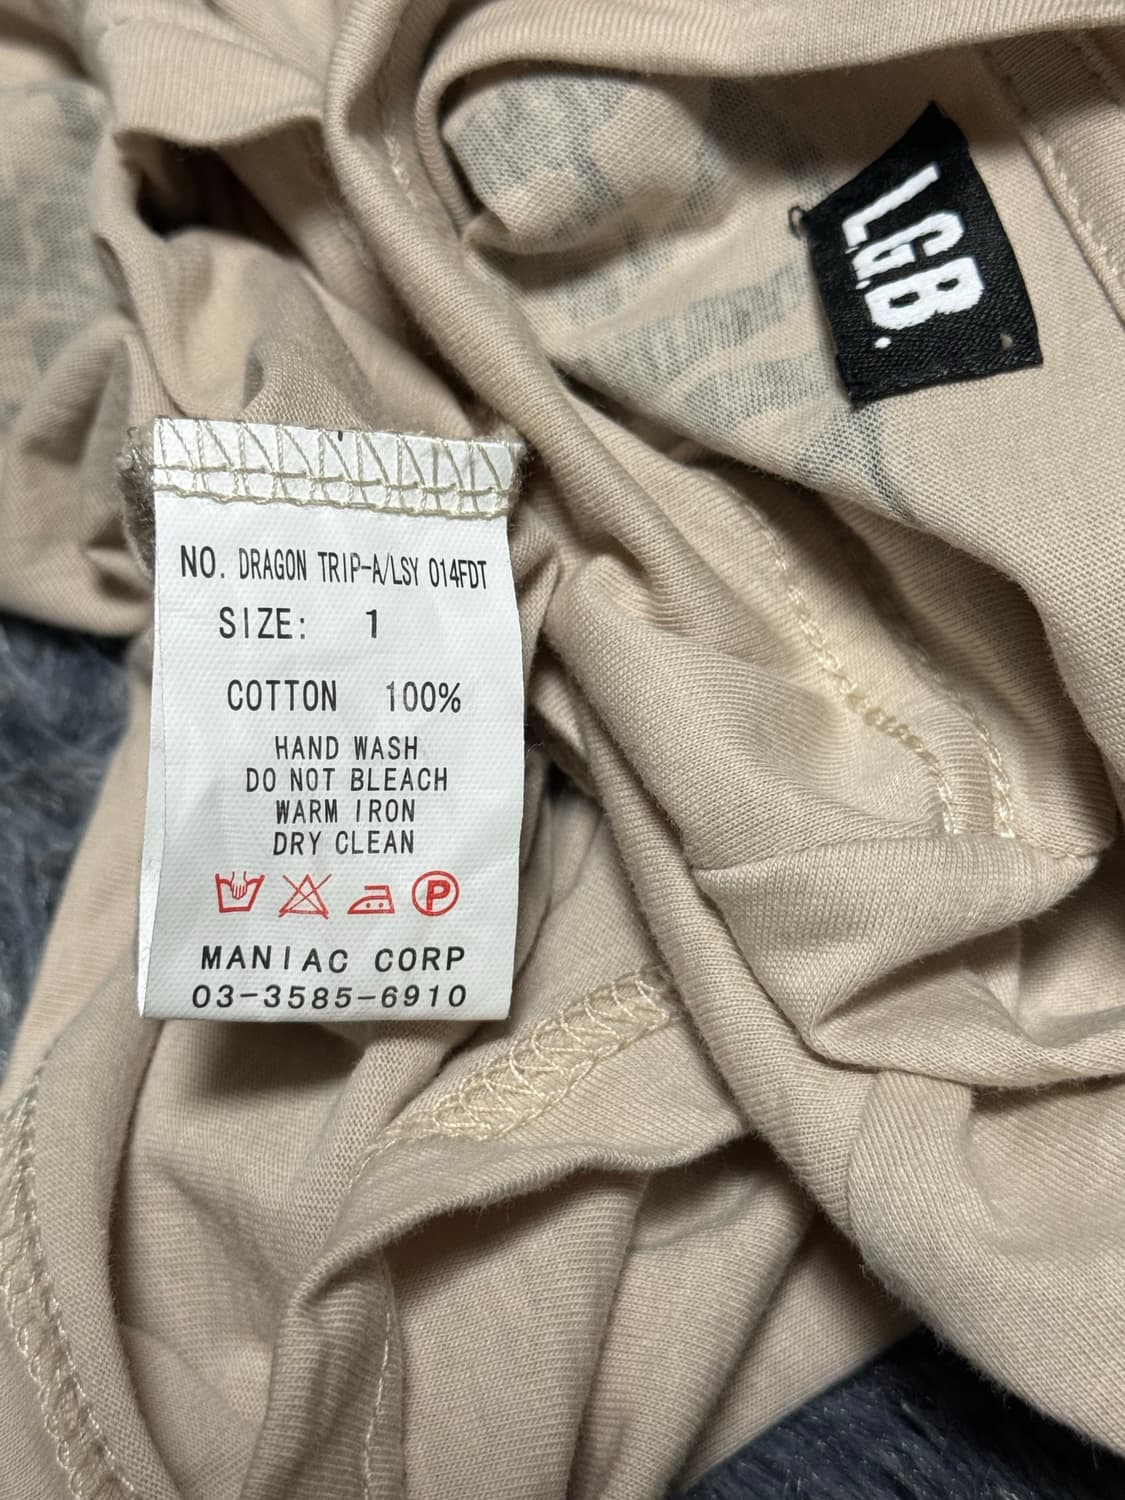 L.G.B.
NO. DRAGON TRIP-A/LSY 014FDT
SIZE: 1
COTTON 100%
HAND WASH
DO NOT BLEACH
WARM IRON
DRY CLEAN
P
MANIAC CORP
03-3585-6910